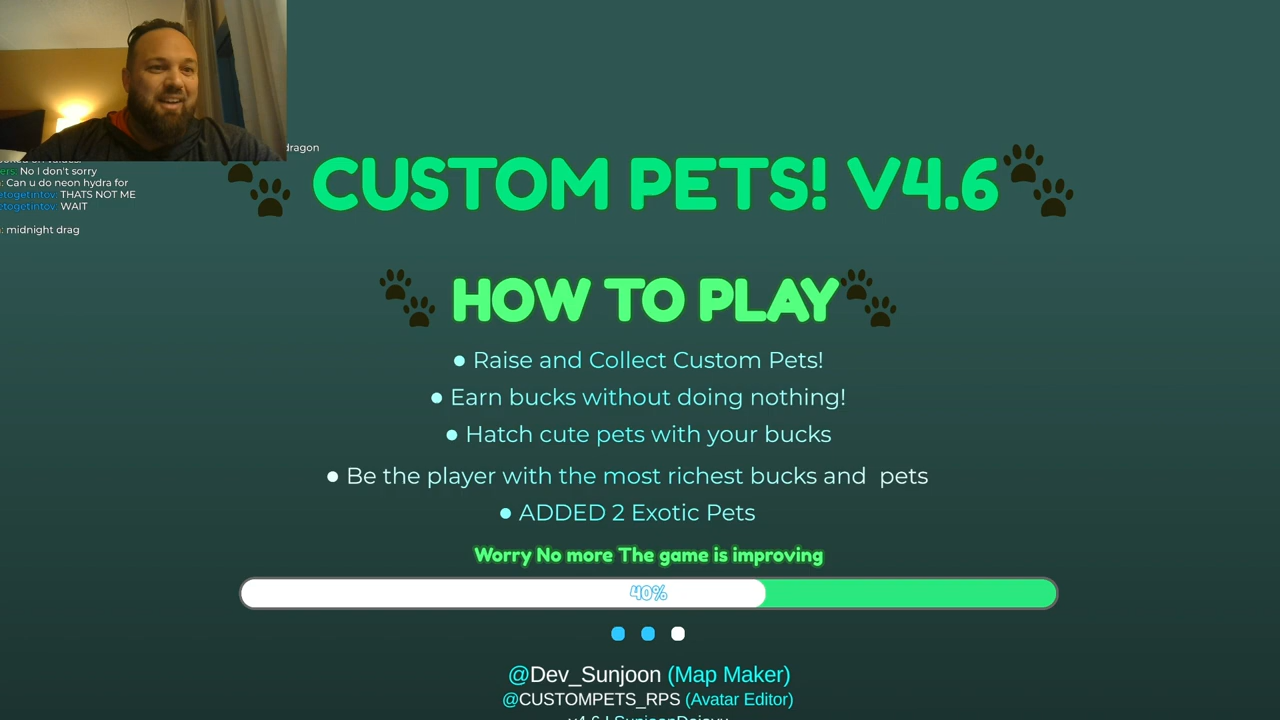 dragon
ers: No I don't sorry
: Can u do neon hydra for
etogetintov: THATS NOT ME
etogetintov: WAIT
: midnight drag
CUSTOM PETS! V4.6
HOW TO PLAY
● Raise and Collect Custom Pets!
● Earn bucks without doing nothing!
● Hatch cute pets with your bucks
● Be the player with the most richest bucks and pets
● ADDED 2 Exotic Pets
Worry No more The game is improving
40%
@Dev_Sunjoon (Map Maker)
@CUSTOMPETS_RPS (Avatar Editor)